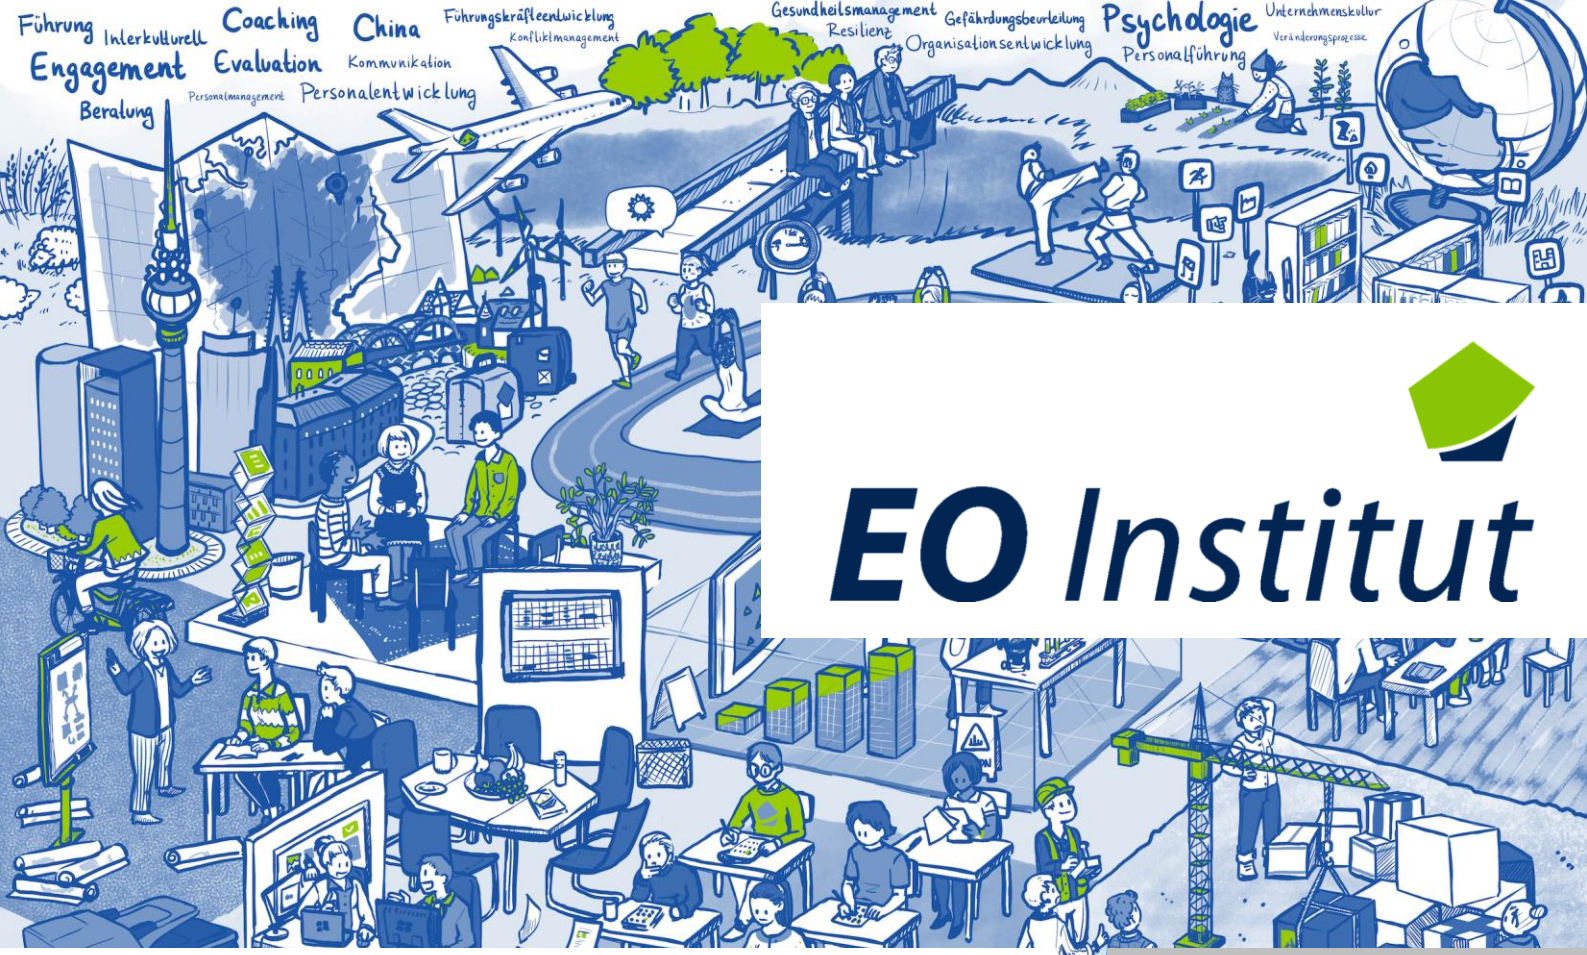 Führung
Interkulturell
Coaching
China
Führungskräfteentwicklung
Konfliktmanagement
Engagement
Evaluation
Kommunikation
Beratung
Personalmanagement
Personalentwicklung
Gesundheitsmanagement
Resilienz
Gefährdungsbeurteilung
Organisationsentwicklung
Psychologie
Personalführung
Unternehmenskultur
Veränderungsprozesse
EO Institut